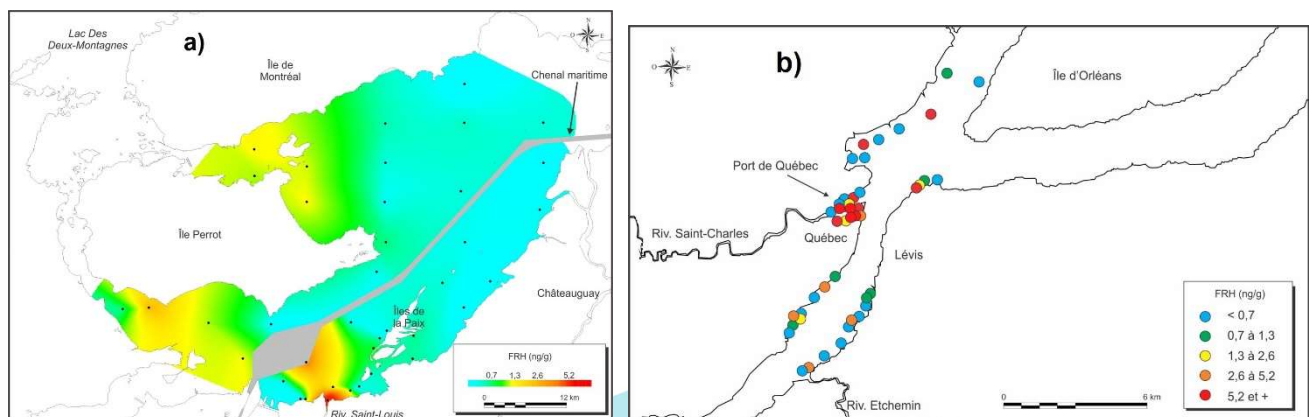 a)
Lac Des
Deux-Montagnes
Île de
Montréal
N
O E
S
Chenal maritime
Île Perrot
Îles de
la Paix
Châteauguay
Riv. Saint-Louis
FRH (ng/g)
0,7 1,3 2,6 5,2
0 12 km
b)
N
O E
S
Île d'Orléans
Port de Québec
Riv. Saint-Charles
Québec
Lévis
Riv. Etchemin
FRH (ng/g)
< 0,7
0,7 à 1,3
1,3 à 2,6
2,6 à 5,2
5,2 et +
0 6 km